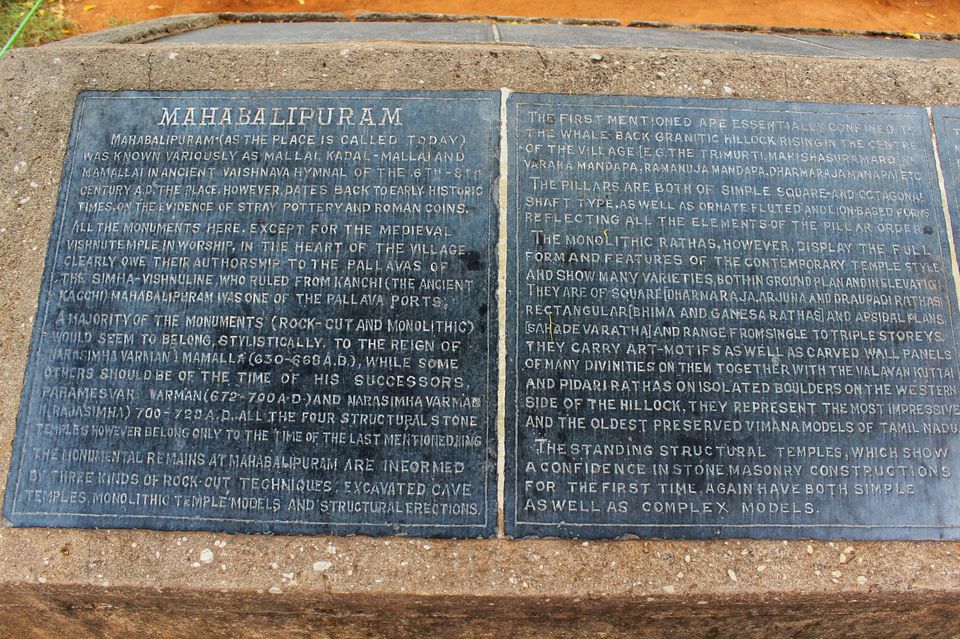 MAHABALIPURAM
MAHABALIPURAM (AS THE PLACE IS CALLED TODAY)
WAS KNOWN VARIOUSLY AS MALLAI, KADAL-MALLAI AND
MAMALLAI IN ANCIENT VAISHNAVA HYMNAL OF THE 6TH-8TH
CENTURY A.D. THE PLACE, HOWEVER, DATES BACK TO EARLY HISTORIC
TIMES, ON THE EVIDENCE OF STRAY POTTERY AND ROMAN COINS.
ALL THE MONUMENTS HERE, EXCEPT FOR THE MEDIEVAL
VISHNU TEMPLE IN WORSHIP, IN THE HEART OF THE VILLAGE
CLEARLY OWE THEIR AUTHORSHIP TO THE PALLAVAS OF
THE SIMHA-VISHNU LINE WHO RULED FROM KANCHI (THE ANCIENT
KACCHI) MAHABALIPURAM WAS ONE OF THE PALLAVA PORTS;
A MAJORITY OF THE MONUMENTS (ROCK-CUT AND MONOLITHIC)
WOULD SEEM TO BELONG, STYLISTICALLY, TO THE REIGN OF
NARASIMHA VARMAN I MAMALLA (630-668 A.D.), WHILE SOME
OTHERS SHOULD BE OF THE TIME OF HIS SUCCESSORS,
PARAMESVAR VARMAN (672-700 A.D.) AND NARASIMHA VARMAN
(RAJASIMHA) 700-728 A.D. ALL THE FOUR STRUCTURAL STONE
TEMPLES HOWEVER BELONG ONLY TO THE TIME OF THE LAST MENTIONED KING
THE MONUMENTAL REMAINS AT MAHABALIPURAM ARE INFORMED
BY THREE KINDS OF ROCK-OUT TECHNIQUES: EXCAVATED CAVE
TEMPLES, MONOLITHIC TEMPLE MODELS AND STRUCTURAL ERECTIONS.
THE FIRST MENTIONED ARE ESSENTIALLY CONFINED TO
THE WHALE-BACK GRANITIC HILLOCK RISING IN THE CENTRE
OF THE VILLAGE [E.G. THE TRIMURTI, MAHISHASURA MARDINI
VARAHA MANDAPA, RAMANUJA MANDAPA, DHARMARAJA MANAPA, ETC
THE PILLARS ARE BOTH OF SIMPLE SQUARE-AND OCTAGONAL
SHAFT TYPE, AS WELL AS ORNATE, FLUTED AND LION-BASED FORMS
REFLECTING ALL THE ELEMENTS OF THE PILLAR ORDER
THE MONOLITHIC RATHAS, HOWEVER, DISPLAY THE FULL
FORM AND FEATURES OF THE CONTEMPORARY TEMPLE STYLE
AND SHOW MANY VARIETIES, BOTH IN GROUND PLAN AND IN ELEVATION
THEY ARE OF SQUARE [DHARMARAJA, ARJUNA AND DRAUPADI RATHAS]
RECTANGULAR [BHIMA AND GANESA RATHAS] AND APSIDAL PLANS,
[SAHADEVA RATHA] AND RANGE FROM SINGLE TO TRIPLE STOREYS.
THEY CARRY ART-MOTIFS AS WELL AS CARVED WALL PANELS
OF MANY DIVINITIES ON THEM TOGETHER WITH THE VALAYAN KUTTAI
AND PIDARI RATHAS ON ISOLATED BOULDERS ON THE WESTERN
SIDE OF THE HILLOCK, THEY REPRESENT THE MOST IMPRESSIVE
AND THE OLDEST PRESERVED VIMANA MODELS OF TAMIL NADU.
THE STANDING STRUCTURAL TEMPLES, WHICH SHOW
A CONFIDENCE IN STONE MASONRY CONSTRUCTIONS
FOR THE FIRST TIME, AGAIN HAVE BOTH SIMPLE
AS WELL AS COMPLEX MODELS.